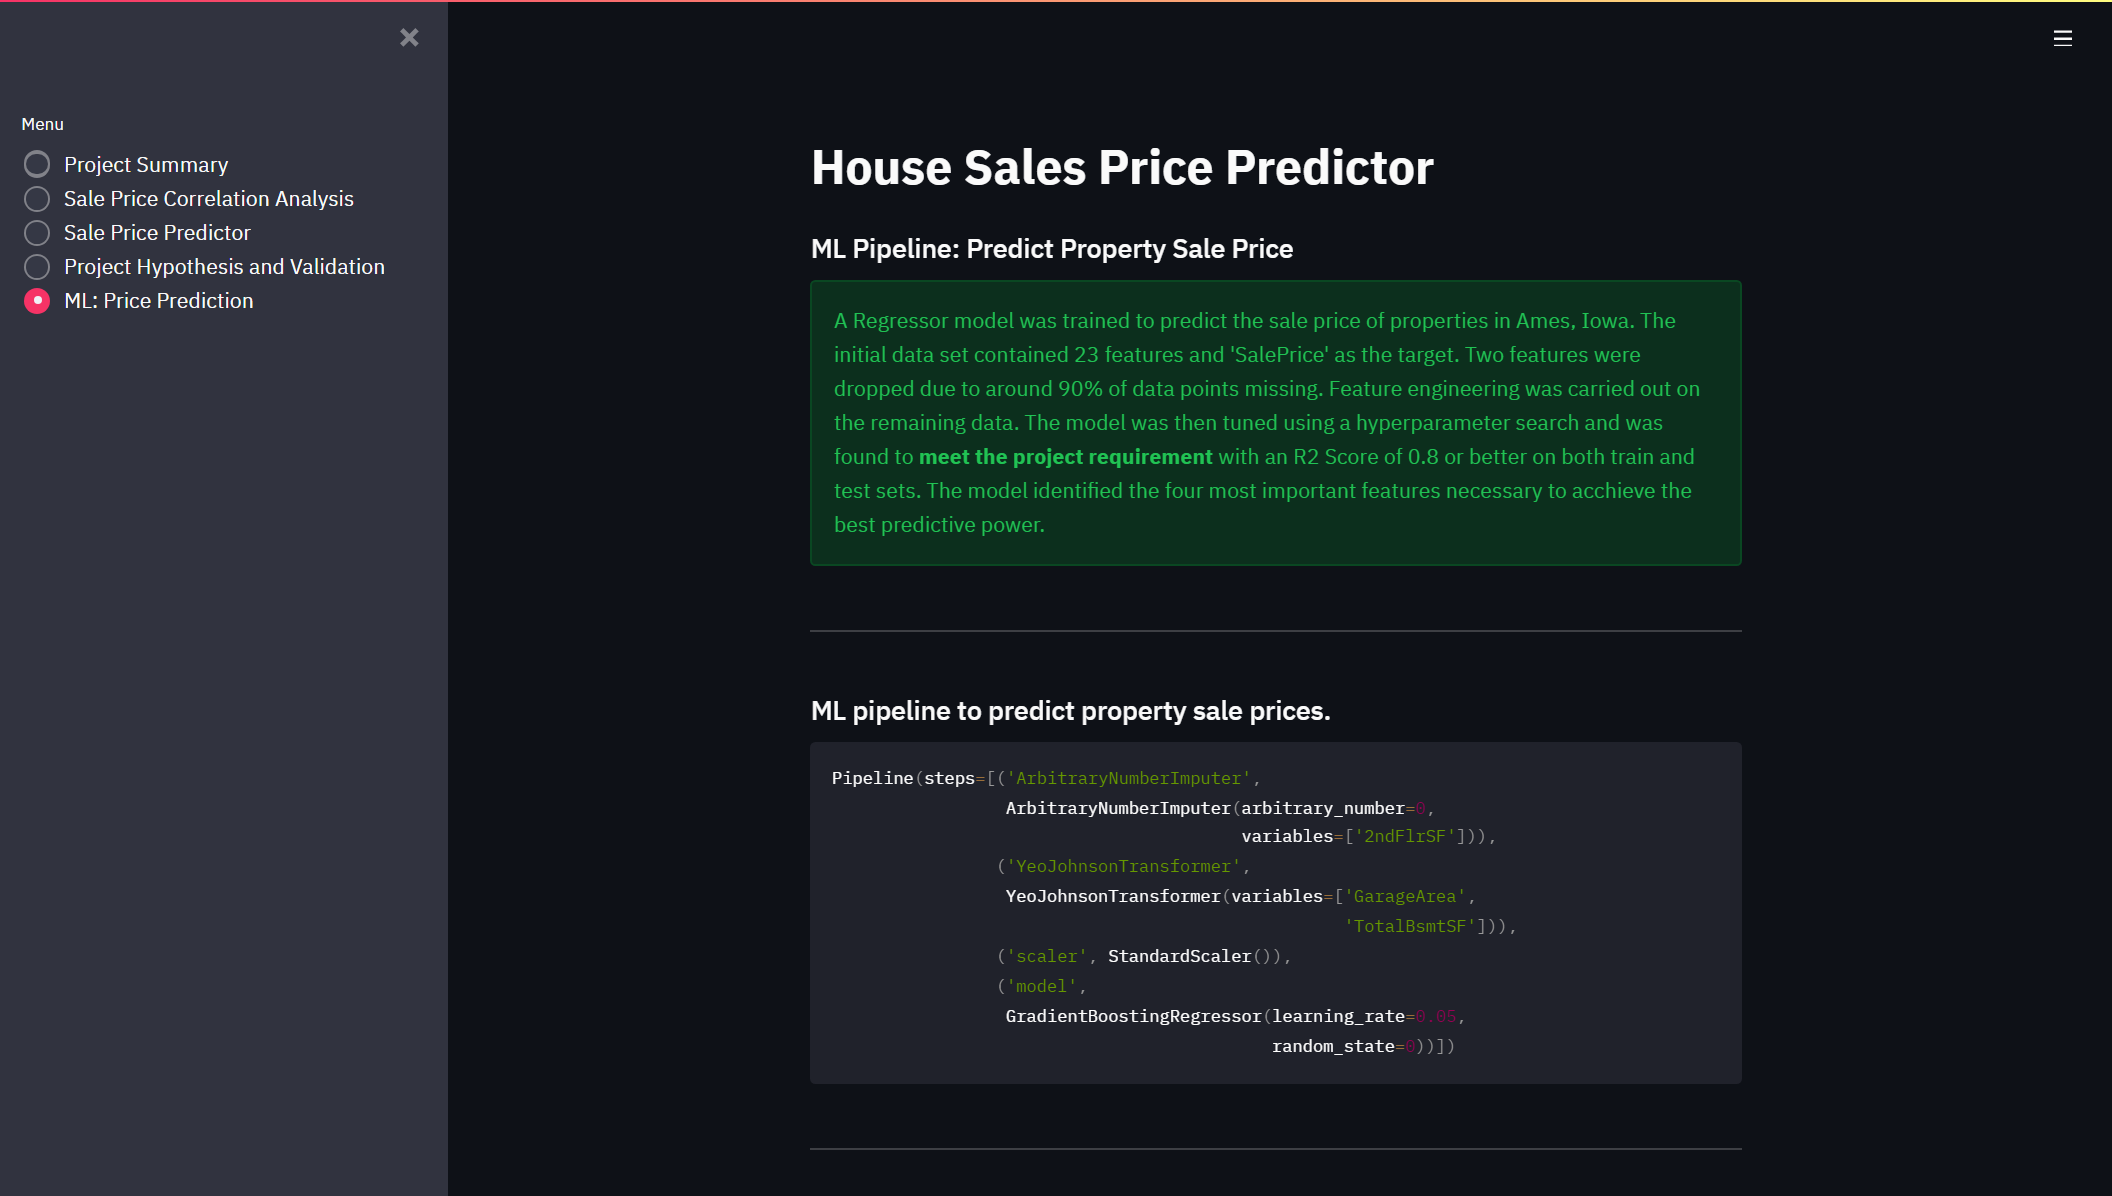 Menu
Project Summary
Sale Price Correlation Analysis
Sale Price Predictor
Project Hypothesis and Validation
ML: Price Prediction
House Sales Price Predictor
ML Pipeline: Predict Property Sale Price
A Regressor model was trained to predict the sale price of properties in Ames, Iowa. The
initial data set contained 23 features and 'SalePrice' as the target. Two features were
dropped due to around 90% of data points missing. Feature engineering was carried out on
the remaining data. The model was then tuned using a hyperparameter search and was
found to meet the project requirement with an R2 Score of 0.8 or better on both train and
test sets. The model identified the four most important features necessary to acchieve the
best predictive power.
ML pipeline to predict property sale prices.
Pipeline(steps=[('ArbitraryNumberImputer',
ArbitraryNumberImputer(arbitrary_number=0,
variables=['2ndFlrSF'])),
('YeoJohnsonTransformer',
YeoJohnsonTransformer(variables=['GarageArea',
'TotalBsmtSF'])),
('scaler', StandardScaler()),
('model',
GradientBoostingRegressor(learning_rate=0.05,
random_state=0))])